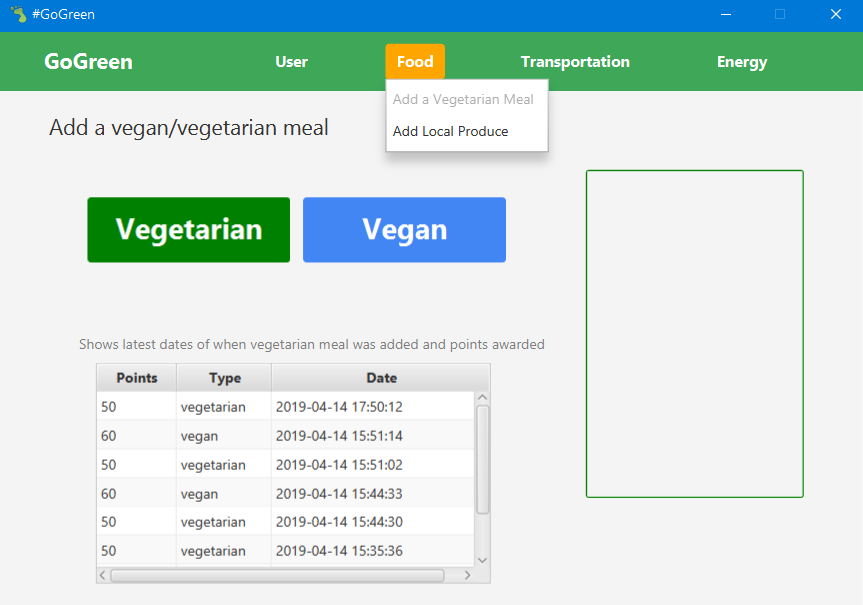 #GoGreen
GoGreen User Food Transportation Energy
Add a Vegetarian Meal
Add Local Produce
Add a vegan/vegetarian meal
Vegetarian Vegan
Shows latest dates of when vegetarian meal was added and points awarded
Points Type Date
50 vegetarian 2019-04-14 17:50:12
60 vegan 2019-04-14 15:51:14
50 vegetarian 2019-04-14 15:51:02
60 vegan 2019-04-14 15:44:33
50 vegetarian 2019-04-14 15:44:30
50 vegetarian 2019-04-14 15:35:36